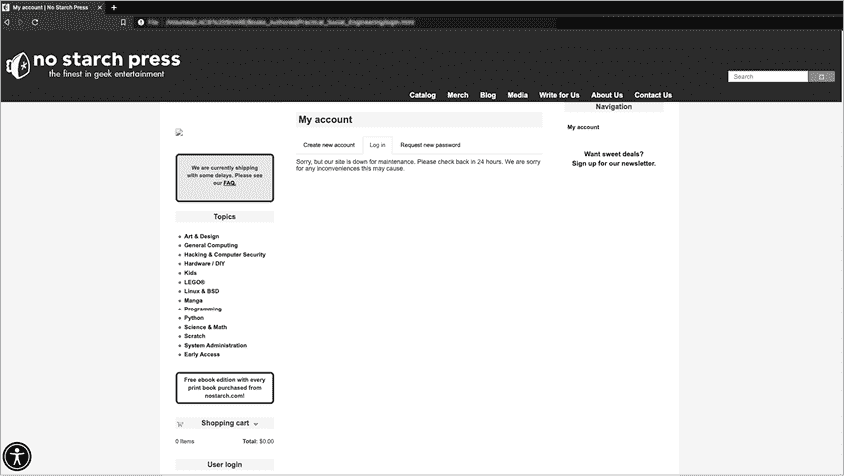 My account | No Starch Press
File
no starch press
the finest in geek entertainment
Search
Catalog
Merch
Blog
Media
Write for Us
About Us
Contact Us
My account
Create new account
Log in
Request new password
Sorry, but our site is down for maintenance. Please check back in 24 hours. We are sorry
for any inconveniences this may cause.
Navigation
My account
Want sweet deals?
Sign up for our newsletter.
We are currently shipping
with some delays. Please see
our FAQ.
Topics
Art & Design
General Computing
Hacking & Computer Security
Hardware / DIY
Kids
LEGO®
Linux & BSD
Manga
Programming
Python
Science & Math
Scratch
System Administration
Early Access
Free ebook edition with every
print book purchased from
nostarch.com!
Shopping cart
0 Items
Total: $0.00
User login